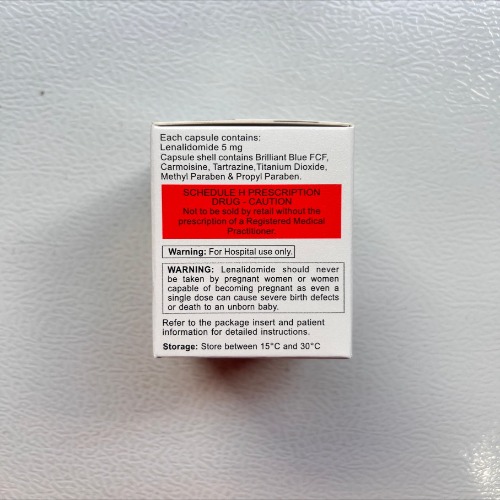 Each capsule contains:
Lenalidomide 5 mg
Capsule shell contains Brilliant Blue FCF,
Carmoisine, Tartrazine,Titanium Dioxide,
Methyl Paraben & Propyl Paraben.
SCHEDULE H PRESCRIPTION
DRUG - CAUTION
Not to be sold by retail without the
prescription of a Registered Medical
Practitioner.
Warning: For Hospital use only.
WARNING: Lenalidomide should never
be taken by pregnant women or women
capable of becoming pregnant as even a
single dose can cause severe birth defects
or death to an unborn baby.
Refer to the package insert and patient
information for detailed instructions.
Storage: Store between 15°C and 30°C